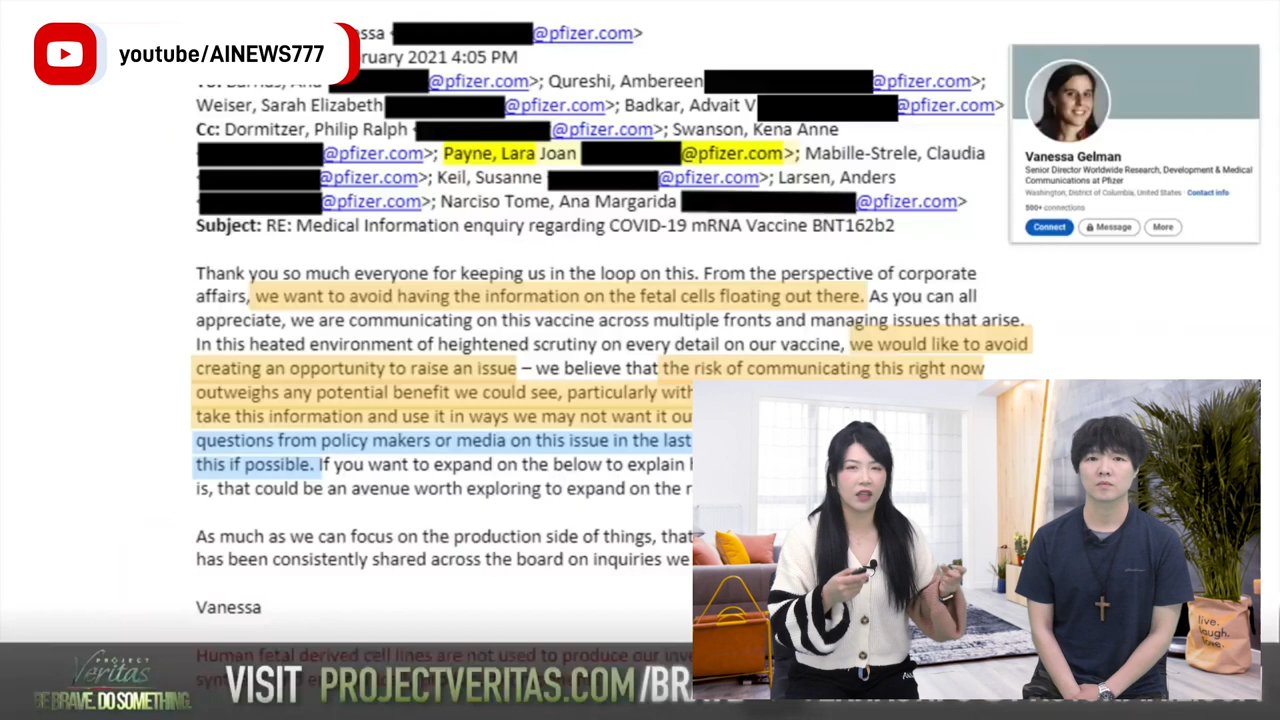 youtube/AINEWS777
ssa < @pfizer.com>
ruary 2021 4:05 PM
@pfizer.com>; Qureshi, Ambereen @pfizer.com>;
Weiser, Sarah Elizabeth @pfizer.com>; Badkar, Advait V @pfizer.com>
Cc: Dormitzer, Philip Ralph < @pfizer.com>; Swanson, Kena Anne
< @pfizer.com>; Payne, Lara Joan @pfizer.com>; Mabille-Strele, Claudia
< @pfizer.com>; Keil, Susanne @pfizer.com>; Larsen, Anders
< @pfizer.com>; Narciso Tome, Ana Margarida @pfizer.com>
Subject: RE: Medical Information enquiry regarding COVID-19 mRNA Vaccine BNT162b2
Vanessa Gelman
Senior Director Worldwide Research, Development & Medical
Communications at Pfizer
Washington, District of Columbia, United States · Contact info
500+ connections
Connect Message More
Thank you so much everyone for keeping us in the loop on this. From the perspective of corporate
affairs, we want to avoid having the information on the fetal cells floating out there. As you can all
appreciate, we are communicating on this vaccine across multiple fronts and managing issues that arise.
In this heated environment of heightened scrutiny on every detail on our vaccine, we would like to avoid
creating an opportunity to raise an issue – we believe that the risk of communicating this right now
outweighs any potential benefit we could see, particularly with
take this information and use it in ways we may not want it ou
questions from policy makers or media on this issue in the last
this if possible. If you want to expand on the below to explain
is, that could be an avenue worth exploring to expand on the r
As much as we can focus on the production side of things, that
has been consistently shared across the board on inquiries we
Vanessa
Human fetal derived cell lines are not used to produce our inve
PROJECT
Veritas
BE BRAVE. DO SOMETHING.
VISIT PROJECTVERITAS.COM/BRA
live.
laugh.
love.